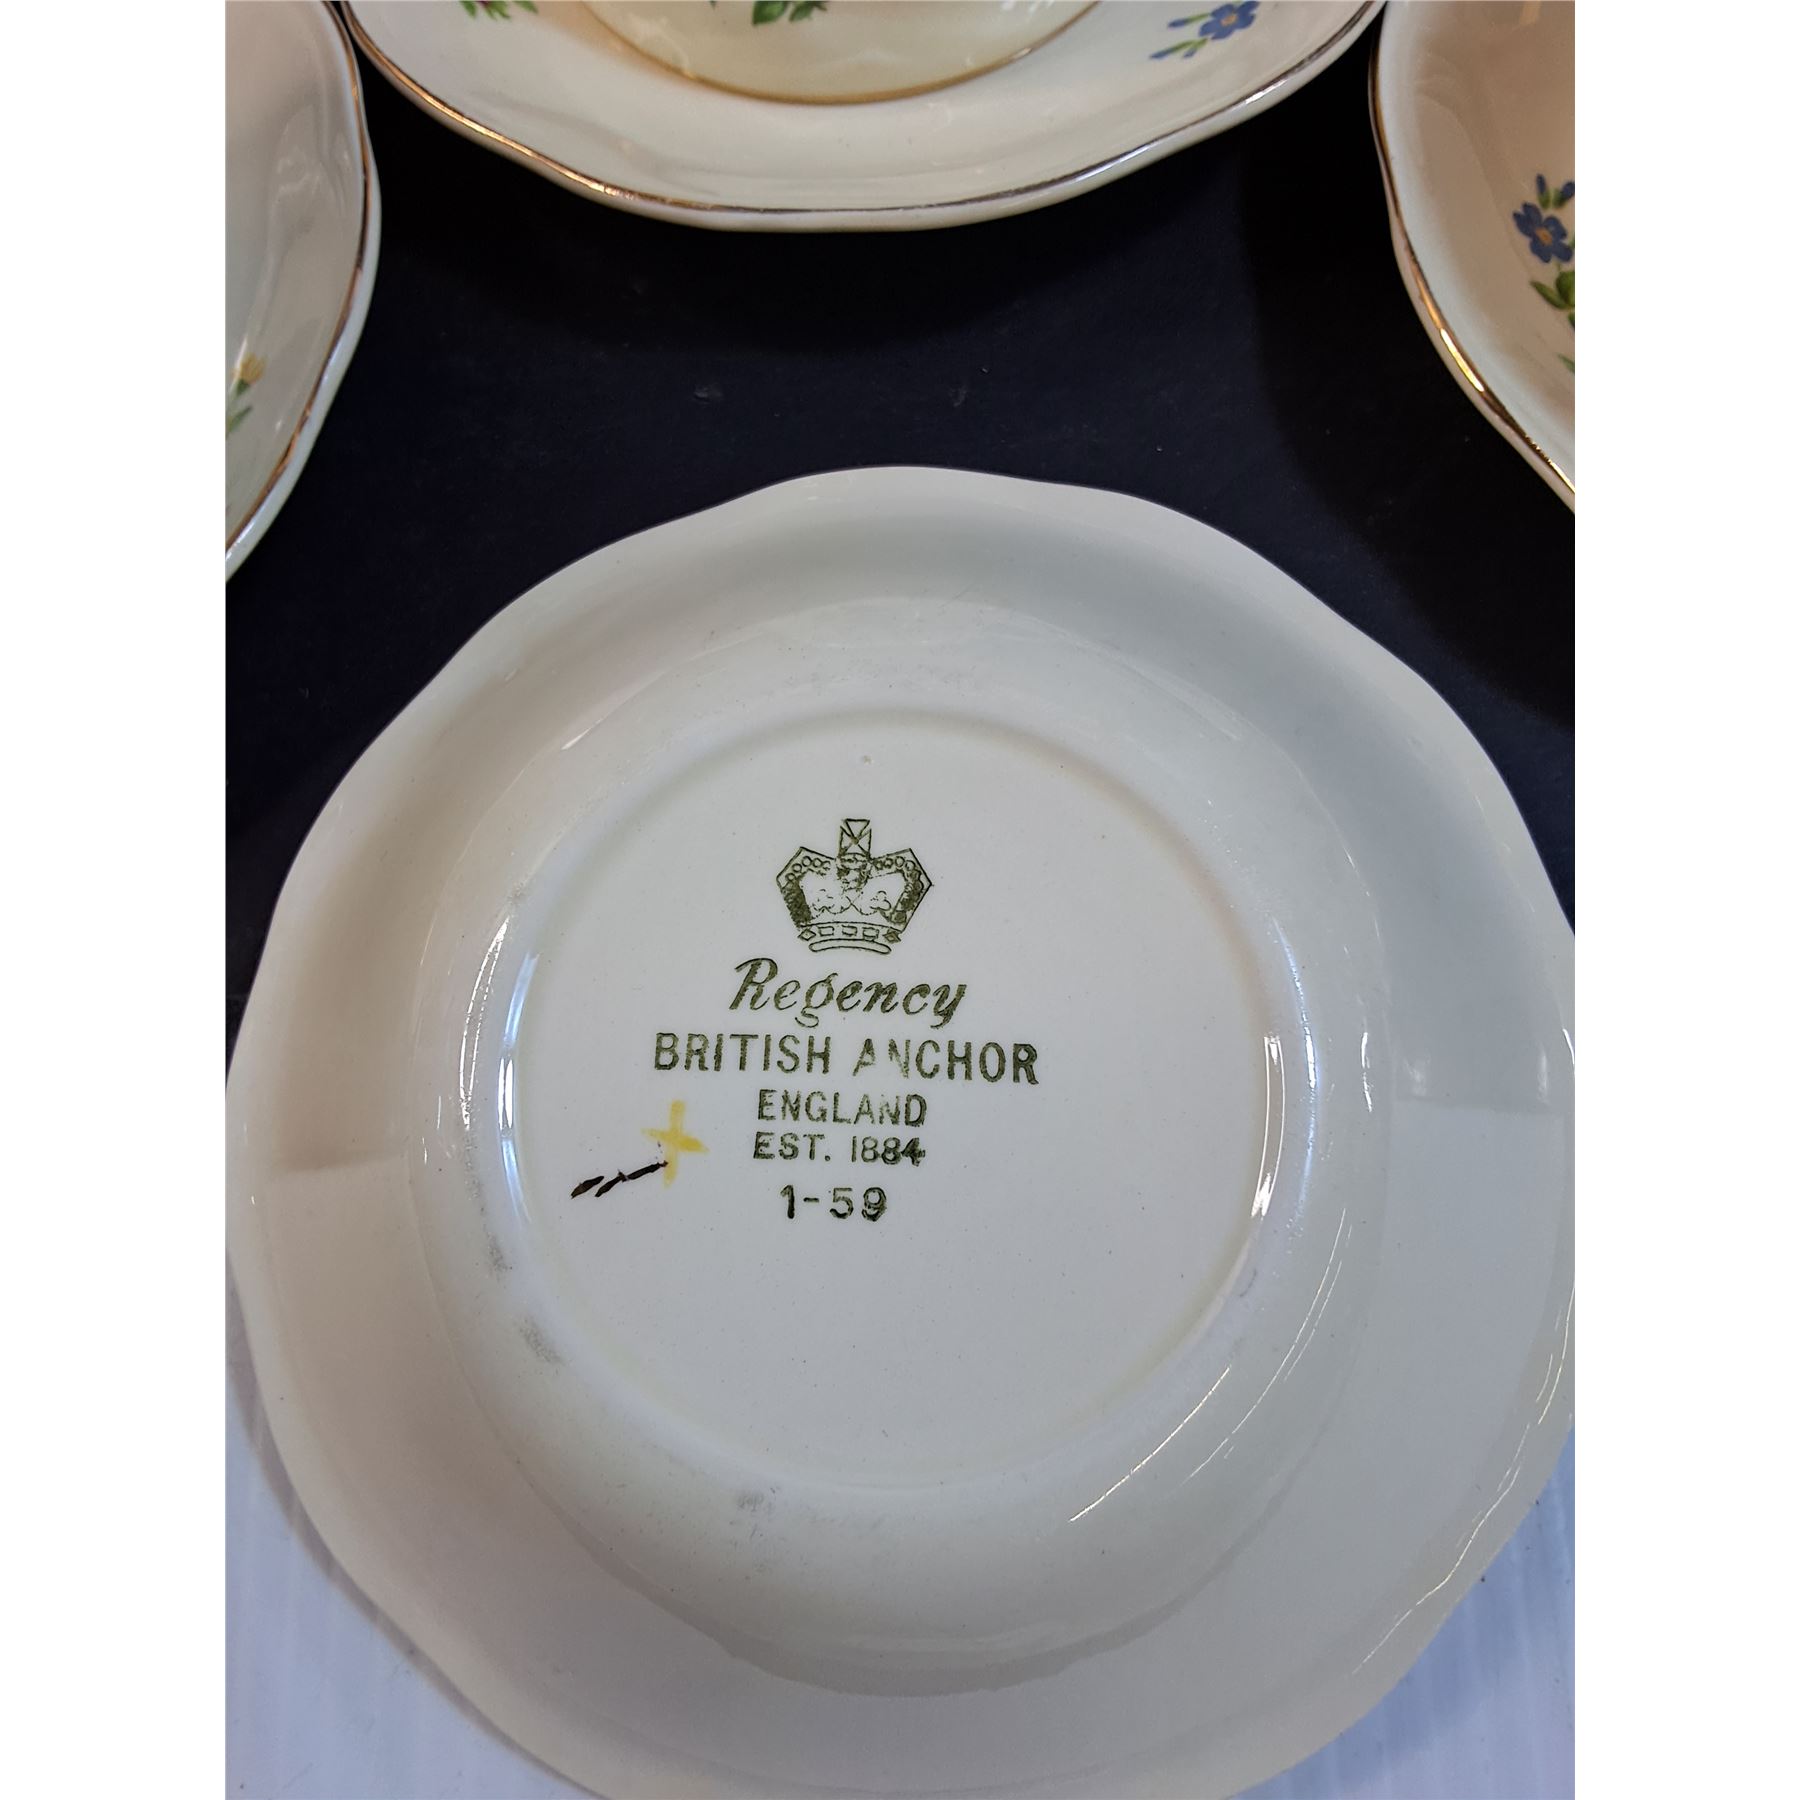 Regency
BRITISH ANCHOR
ENGLAND
EST. 1884
1-59